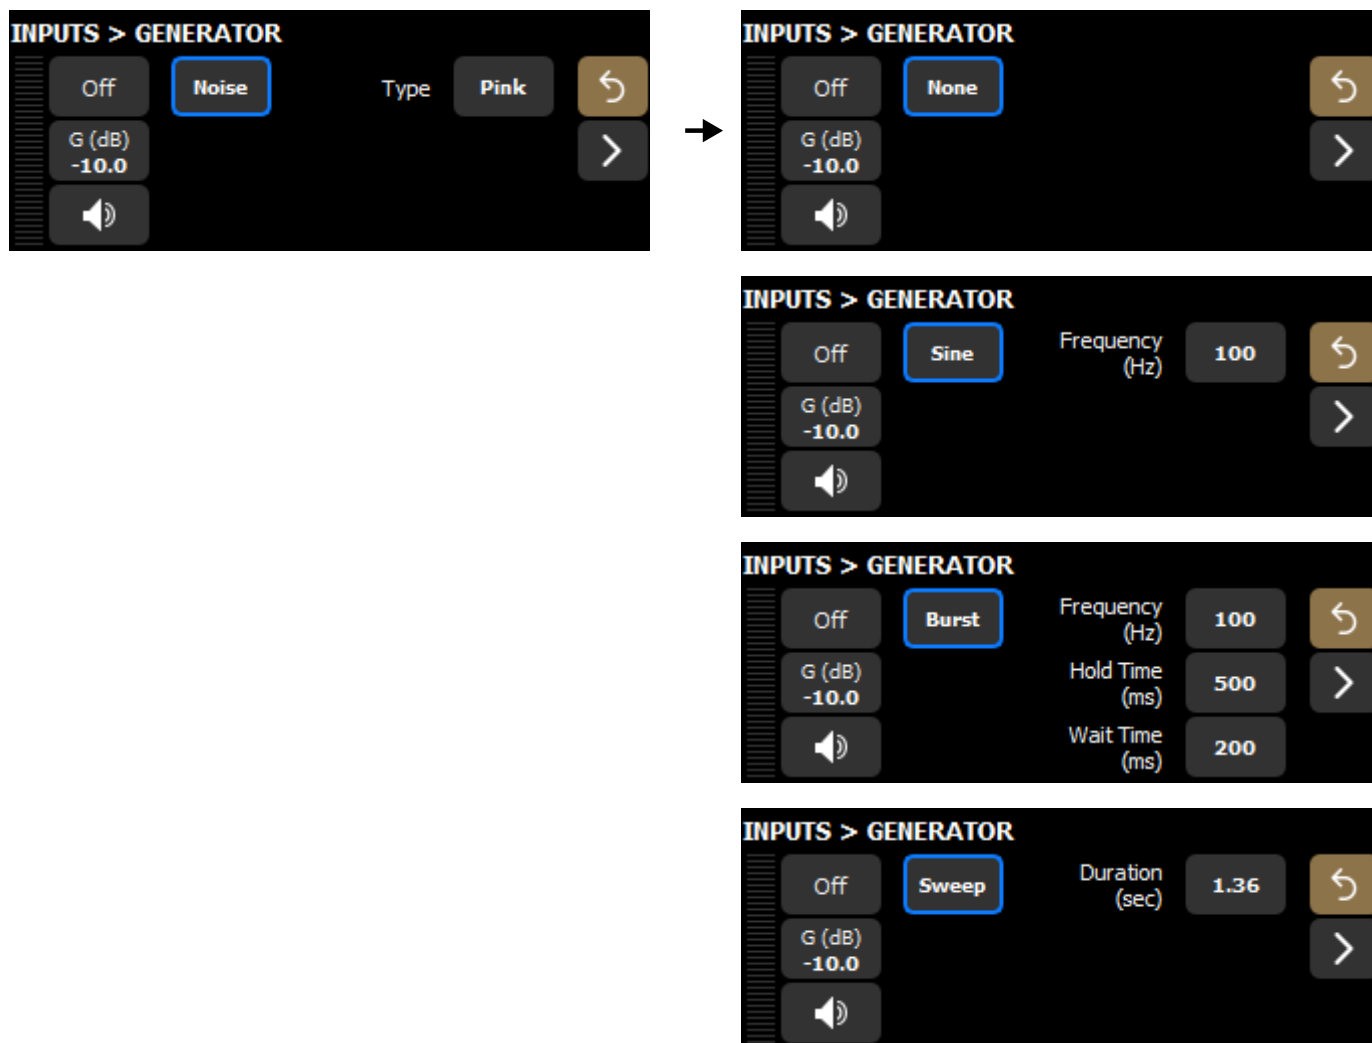 INPUTS > GENERATOR
Off Noise Type Pink
G (dB)
-10.0
INPUTS > GENERATOR
Off None
G (dB)
-10.0
INPUTS > GENERATOR
Off Sine Frequency
(Hz) 100
G (dB)
-10.0
INPUTS > GENERATOR
Off Burst Frequency
(Hz) 100
G (dB)
-10.0
Hold Time
(ms) 500
Wait Time
(ms) 200
INPUTS > GENERATOR
Off Sweep Duration
(sec) 1.36
G (dB)
-10.0